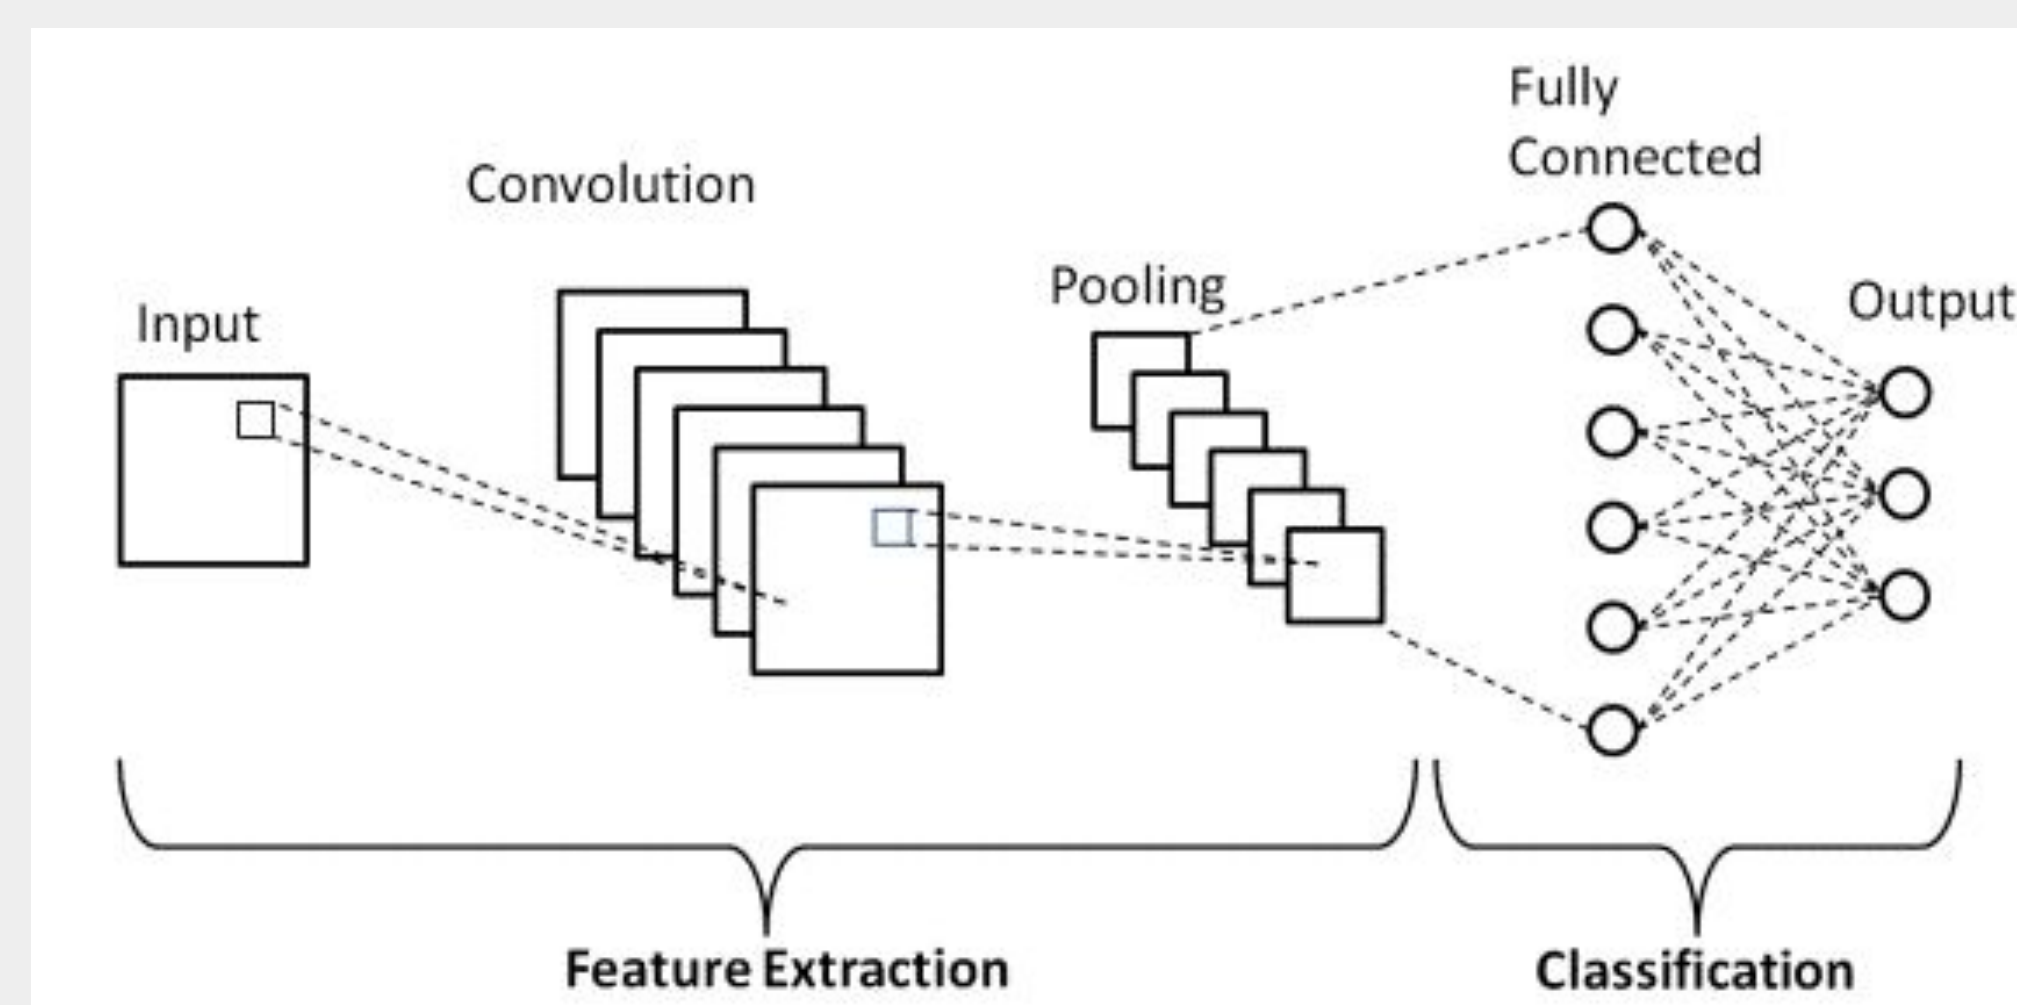 Input
Convolution
Pooling
Fully
Connected
Output
Feature Extraction
Classification